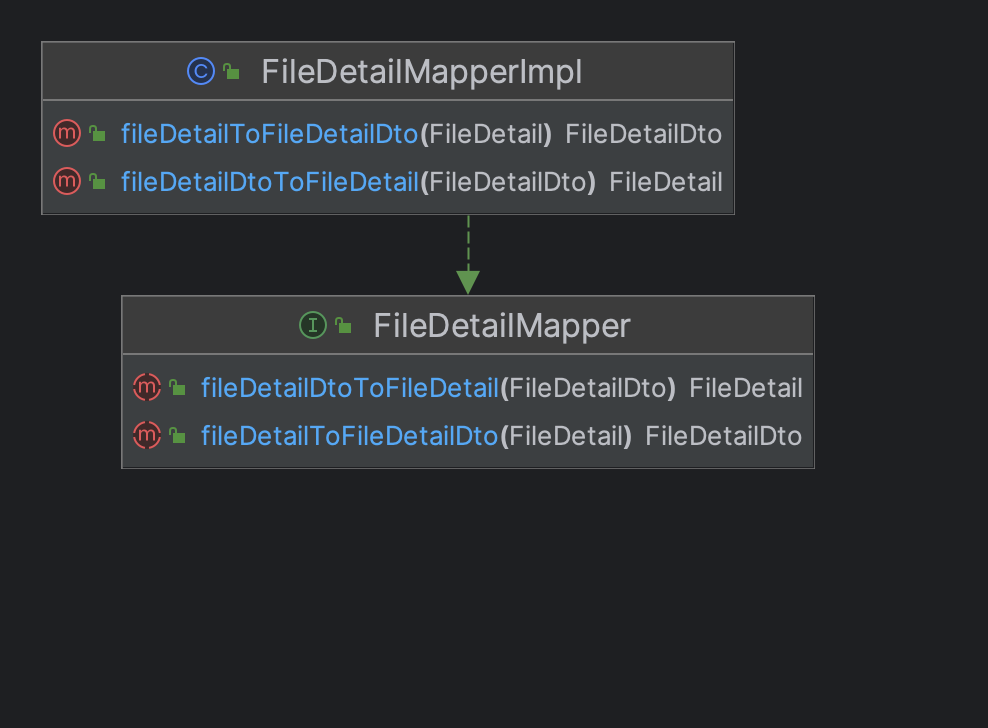 C FileDetailMapperImpl
m fileDetailToFileDetailDto(FileDetail) FileDetailDto
m fileDetailDtoToFileDetail(FileDetailDto) FileDetail
I FileDetailMapper
m fileDetailDtoToFileDetail(FileDetailDto) FileDetail
m fileDetailToFileDetailDto(FileDetail) FileDetailDto